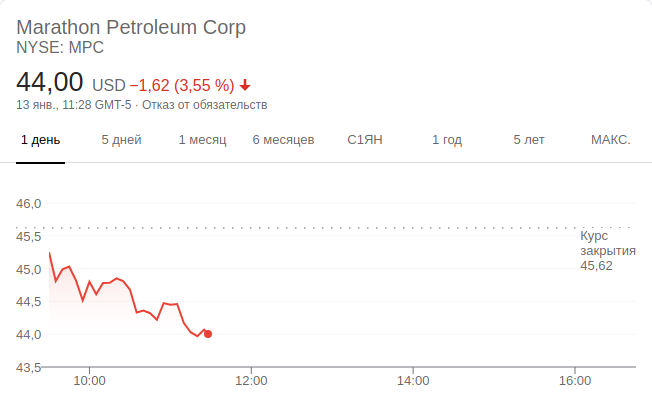 Marathon Petroleum Corp
NYSE: MPC
44,00 USD −1,62 (3,55 %)
13 янв., 11:28 GMT-5 · Отказ от обязательств
1 день 5 дней 1 месяц 6 месяцев С1ЯН 1 год 5 лет МАКС.
46,0
45,5
45,0
44,5
44,0
43,5
Курс
закрытия
45,62
10:00 12:00 14:00 16:00